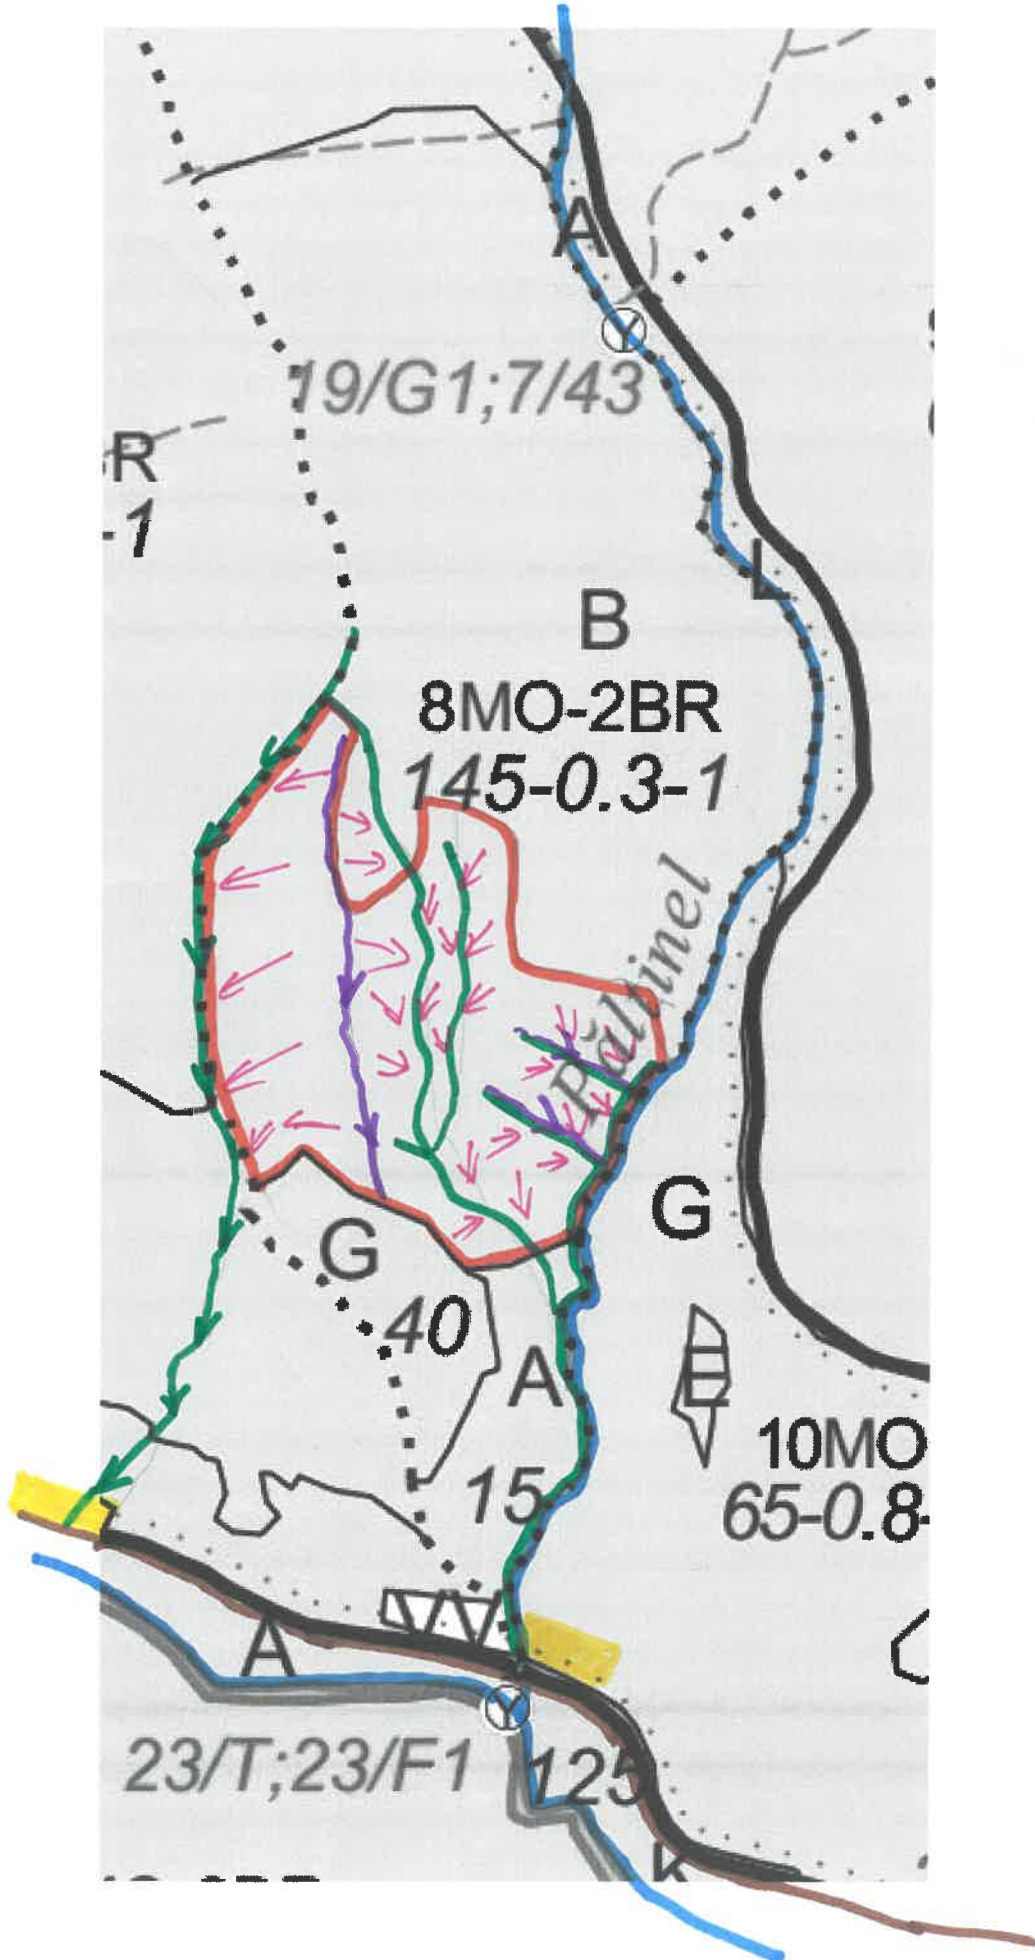 A
Y
19/G1;7/43
R
-1
L
B
8MO-2BR
145-0.3-1
Pălținel
G
G
40
A
E
10MO
15
65-0.8-
A
Y
23/T;23/F1
125
K